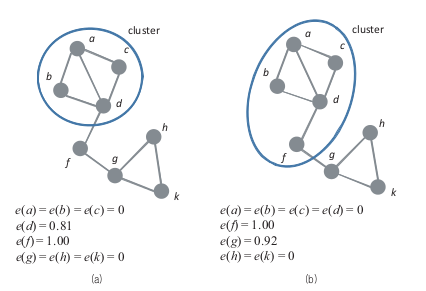 cluster
a
c
b
d
h
f
g
k
e(a) = e(b) = e(c) = 0
e(d) = 0.81
e(f) = 1.00
e(g) = e(h) = e(k) = 0
(a)
cluster
a
c
b
d
h
f
g
k
e(a) = e(b) = e(c) = e(d) = 0
e(f) = 1.00
e(g) = 0.92
e(h) = e(k) = 0
(b)